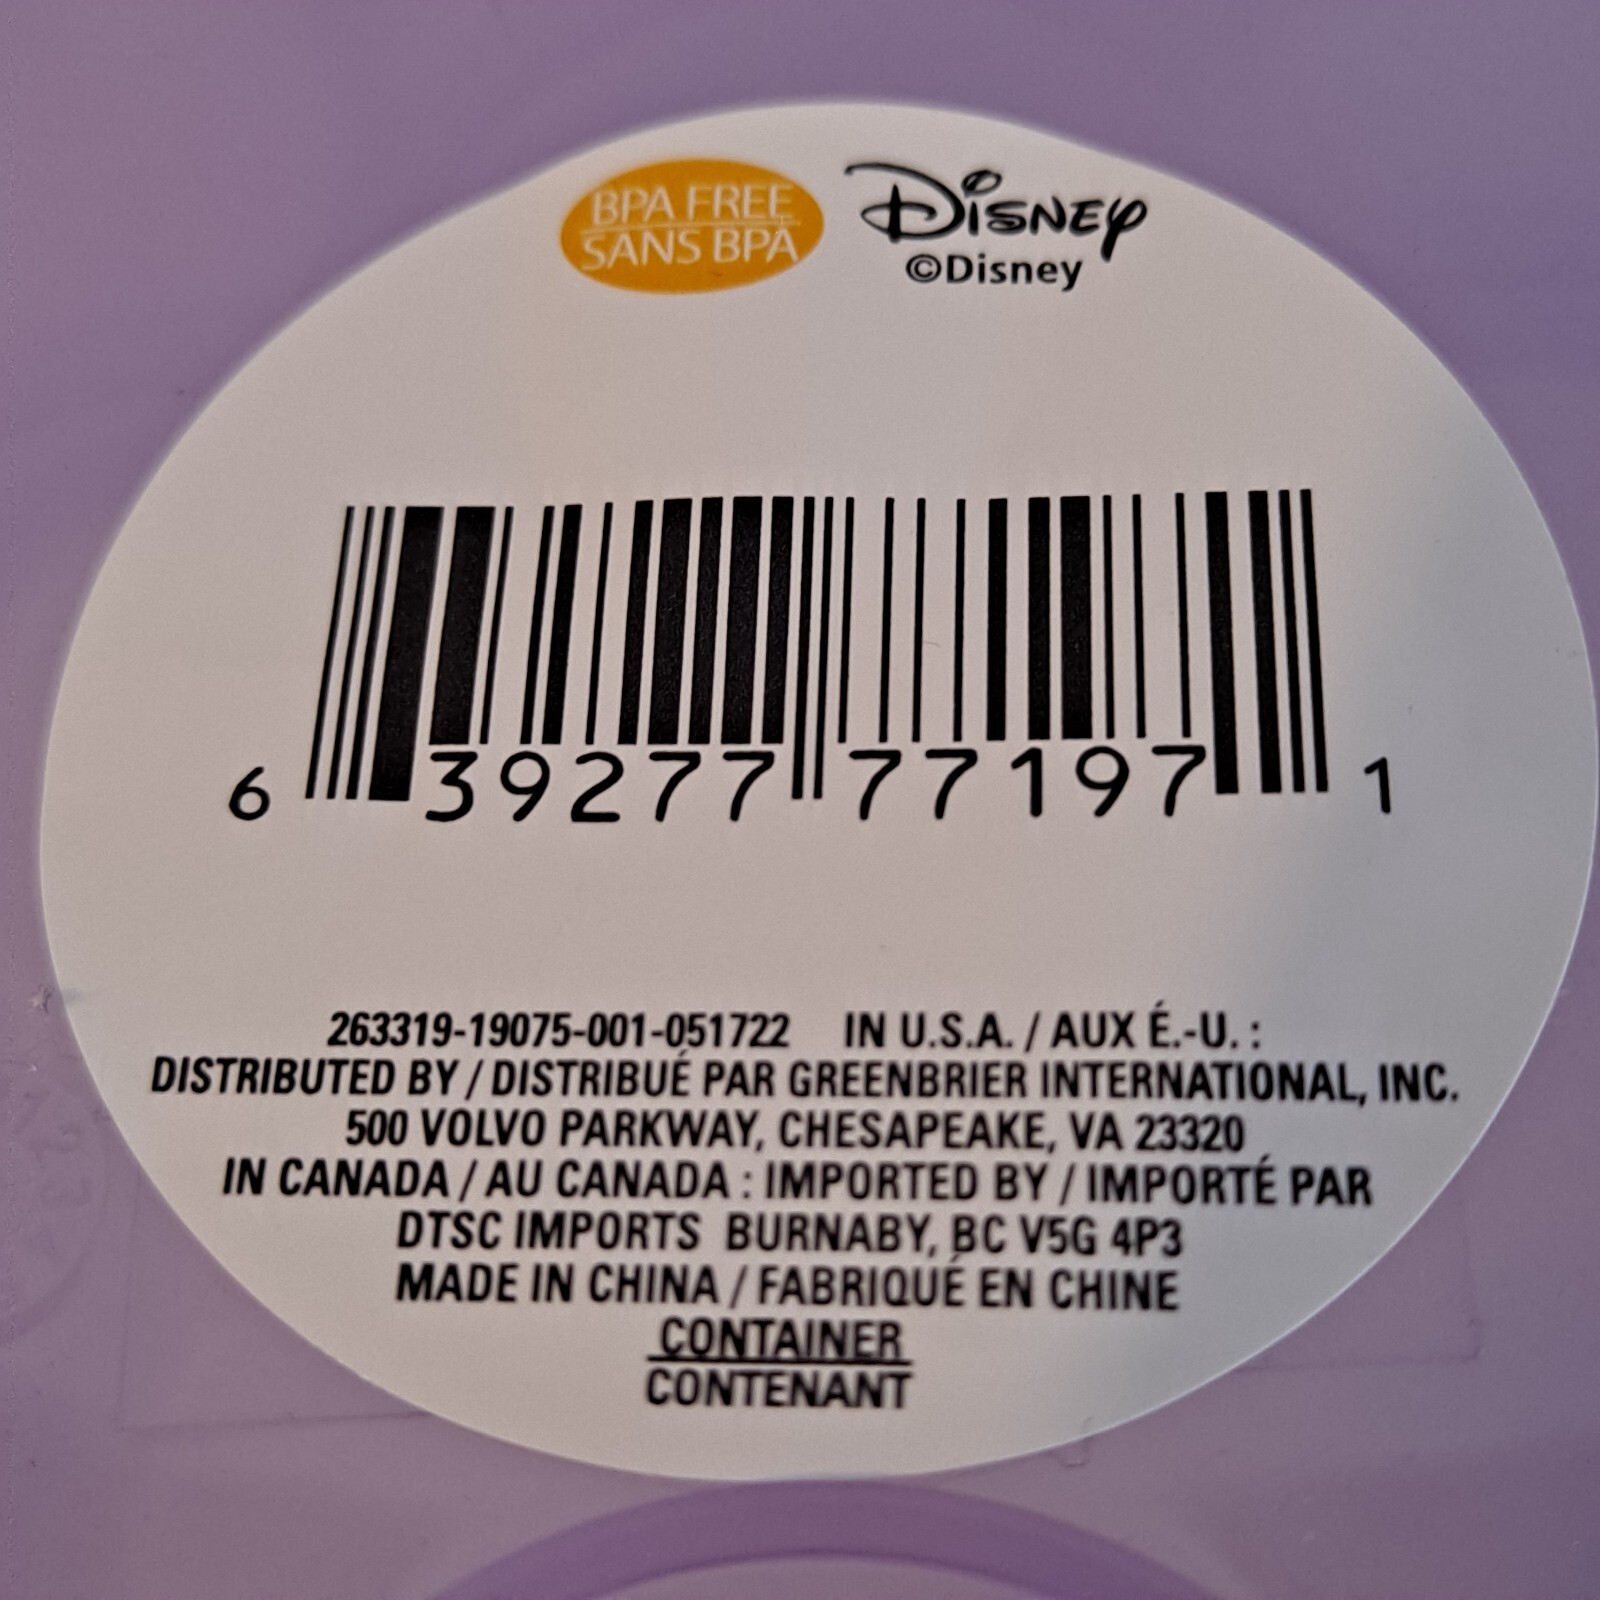 BPA FREE
SANS BPA
Disney
©Disney
6 39277 77197 1
263319-19075-001-051722 IN U.S.A. / AUX É.-U. :
DISTRIBUTED BY / DISTRIBUÉ PAR GREENBRIER INTERNATIONAL, INC.
500 VOLVO PARKWAY, CHESAPEAKE, VA 23320
IN CANADA / AU CANADA : IMPORTED BY / IMPORTÉ PAR
DTSC IMPORTS BURNABY, BC V5G 4P3
MADE IN CHINA / FABRIQUÉ EN CHINE
CONTAINER
CONTENANT